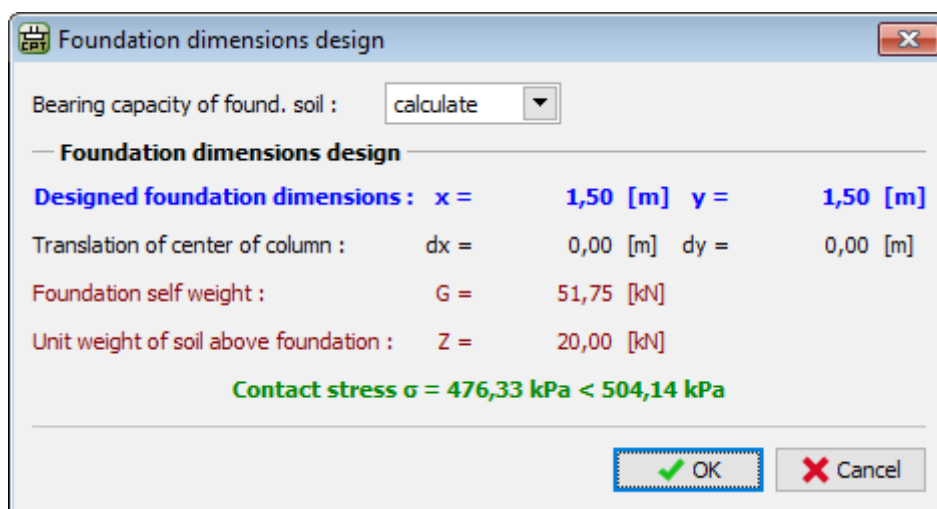 CPT Foundation dimensions design
Bearing capacity of found. soil : calculate
Foundation dimensions design
Designed foundation dimensions : x = 1,50 [m] y = 1,50 [m]
Translation of center of column : dx = 0,00 [m] dy = 0,00 [m]
Foundation self weight : G = 51,75 [kN]
Unit weight of soil above foundation : Z = 20,00 [kN]
Contact stress σ = 476,33 kPa < 504,14 kPa
OK Cancel